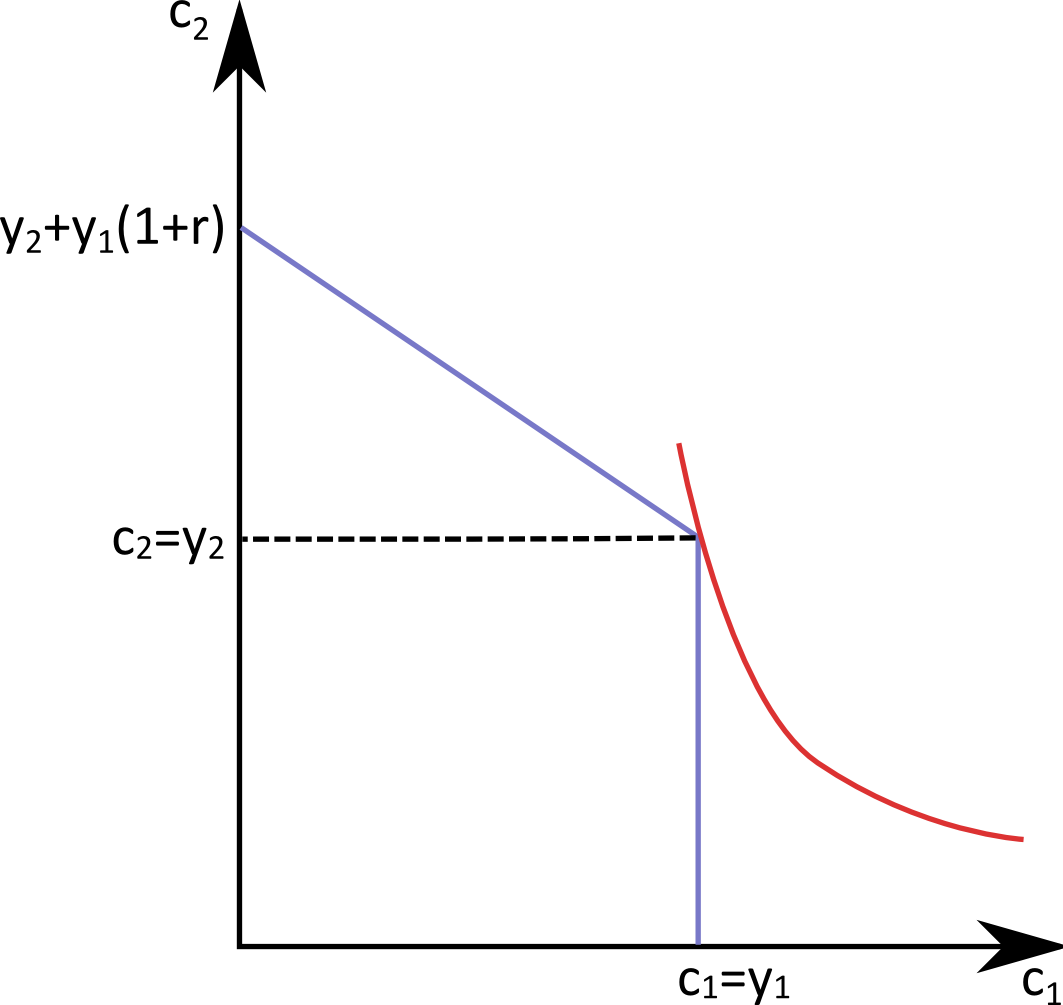 c₂
y₂+y₁(1+r)
c₂=y₂
c₁=y₁
c₁